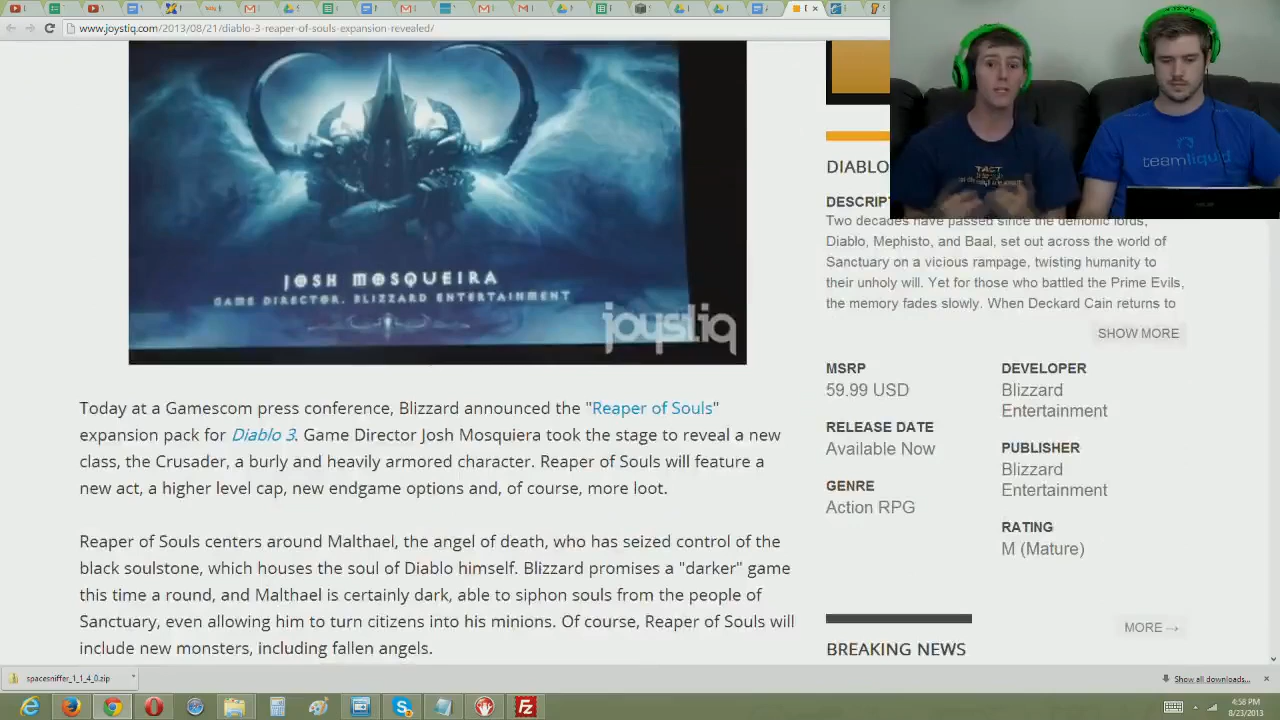 www.joystiq.com/2013/08/21/diablo-3-reaper-of-souls-expansion-revealed/
JOSH MOSQUEIRA
GAME DIRECTOR, BLIZZARD ENTERTAINMENT
joystiq
Today at a Gamescom press conference, Blizzard announced the "Reaper of Souls"
expansion pack for Diablo 3. Game Director Josh Mosquiera took the stage to reveal a new
class, the Crusader, a burly and heavily armored character. Reaper of Souls will feature a
new act, a higher level cap, new endgame options and, of course, more loot.
Reaper of Souls centers around Malthael, the angel of death, who has seized control of the
black soulstone, which houses the soul of Diablo himself. Blizzard promises a "darker" game
this time a round, and Malthael is certainly dark, able to siphon souls from the people of
Sanctuary, even allowing him to turn citizens into his minions. Of course, Reaper of Souls will
include new monsters, including fallen angels.
DIABLO
DESCRIPT
Two decades have passed since the demonic lords,
Diablo, Mephisto, and Baal, set out across the world of
Sanctuary on a vicious rampage, twisting humanity to
their unholy will. Yet for those who battled the Prime Evils,
the memory fades slowly. When Deckard Cain returns to
SHOW MORE
MSRP
59.99 USD
RELEASE DATE
Available Now
GENRE
Action RPG
DEVELOPER
Blizzard
Entertainment
PUBLISHER
Blizzard
Entertainment
RATING
M (Mature)
MORE →
BREAKING NEWS
TACT
teamliquid
spacesniffer_1_1_4_0.zip
Show all downloads...
4:58 PM
8/23/2013